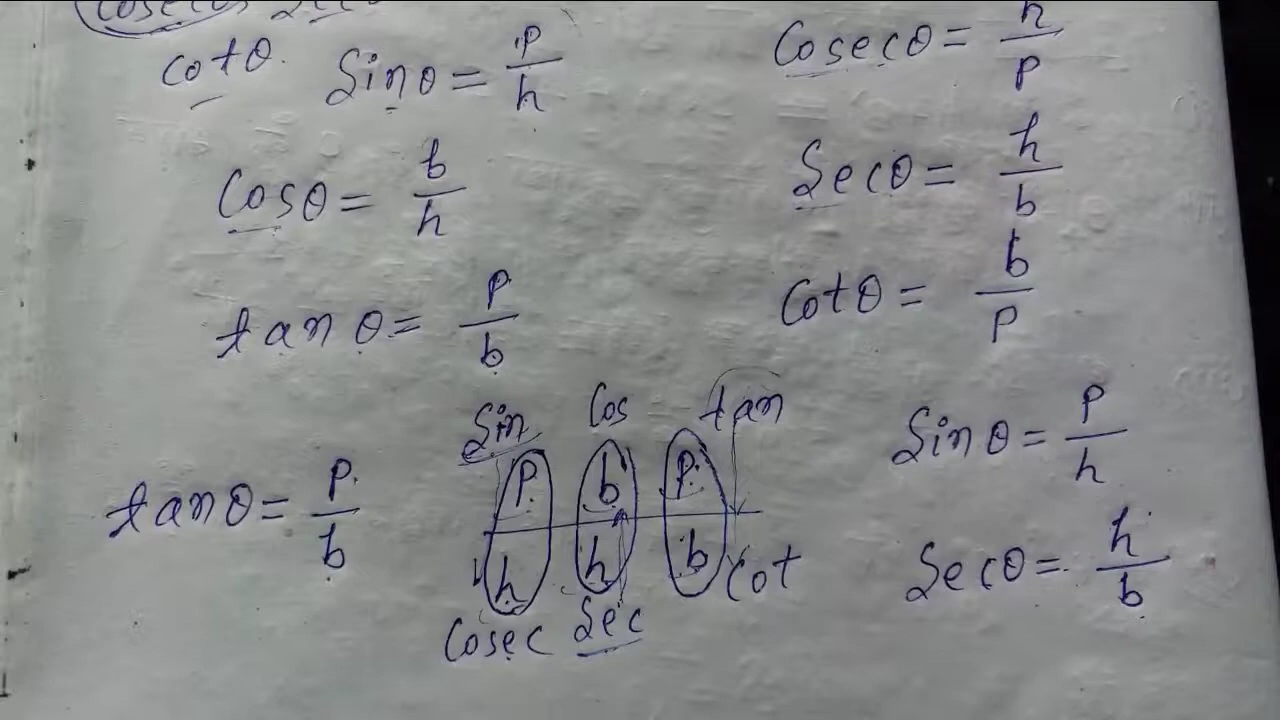 cotθ. Sinθ = p/h Cosecθ = h/p
Cosθ = b/h Secθ = h/b
tanθ = p/b Cotθ = b/p
Sin Cos tan Sinθ = p/h
tanθ = p/b p b p
h h b cot Secθ = h/b
Cosec Sec